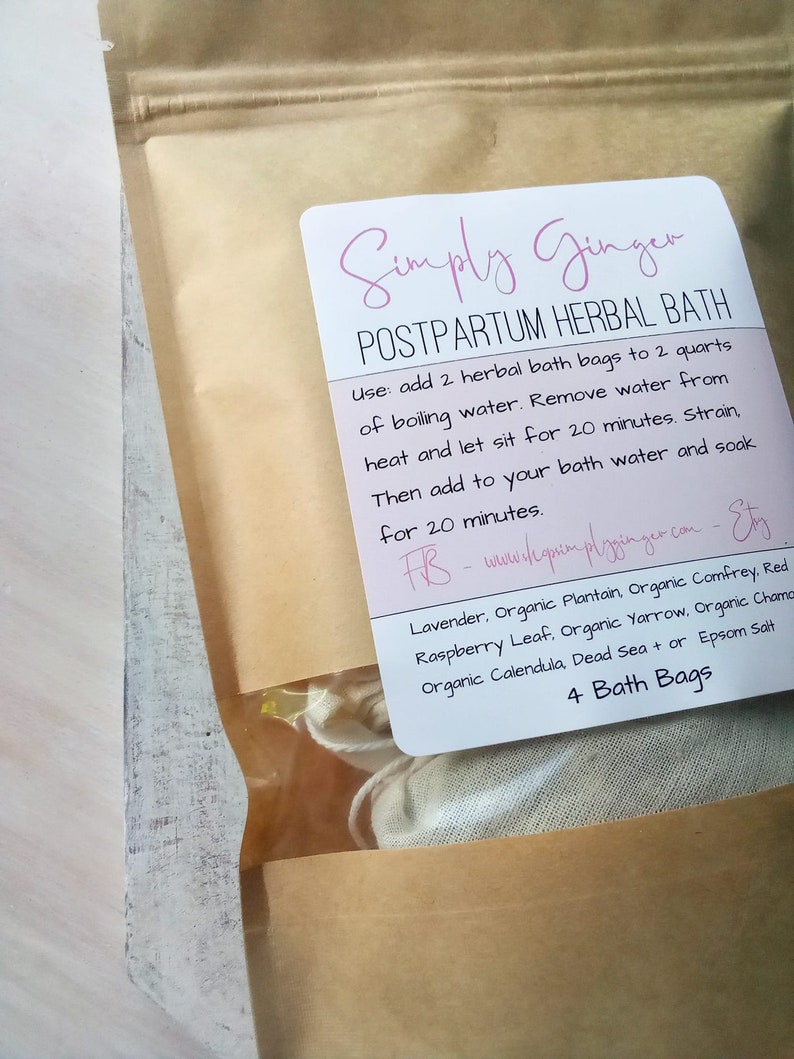 Simply Ginger
POSTPARTUM HERBAL BATH
Use: add 2 herbal bath bags to 2 quarts
of boiling water. Remove water from
heat and let sit for 20 minutes. Strain,
Then add to your bath water and soak
for 20 minutes.
FB - www.shopsimplyginger.com - Etsy
Lavender, Organic Plantain, Organic Comfrey, Red
Raspberry Leaf, Organic Yarrow, Organic
Organic Calendula, Dead Sea + or Epsom Salt
4 Bath Bags